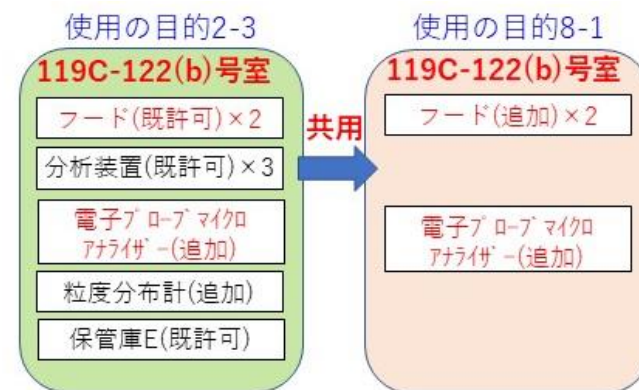 使用の目的2-3
119C-122(b)号室
フード(既許可)×2
分析装置(既許可)×3
電子ﾌﾟﾛｰﾌﾞﾏｲｸﾛ
ｱﾅﾗｲｻﾞｰ(追加)
粒度分布計(追加)
保管庫E(既許可)
共用
使用の目的8-1
119C-122(b)号室
フード(追加)×2
電子ﾌﾟﾛｰﾌﾞﾏｲｸﾛ
ｱﾅﾗｲｻﾞｰ(追加)